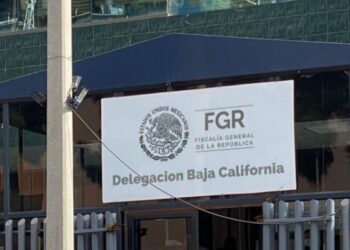 ESTADOS UNIDOS MEXICANOS
FGR
FISCALÍA GENERAL
DE LA REPÚBLICA
Delegacion Baja California